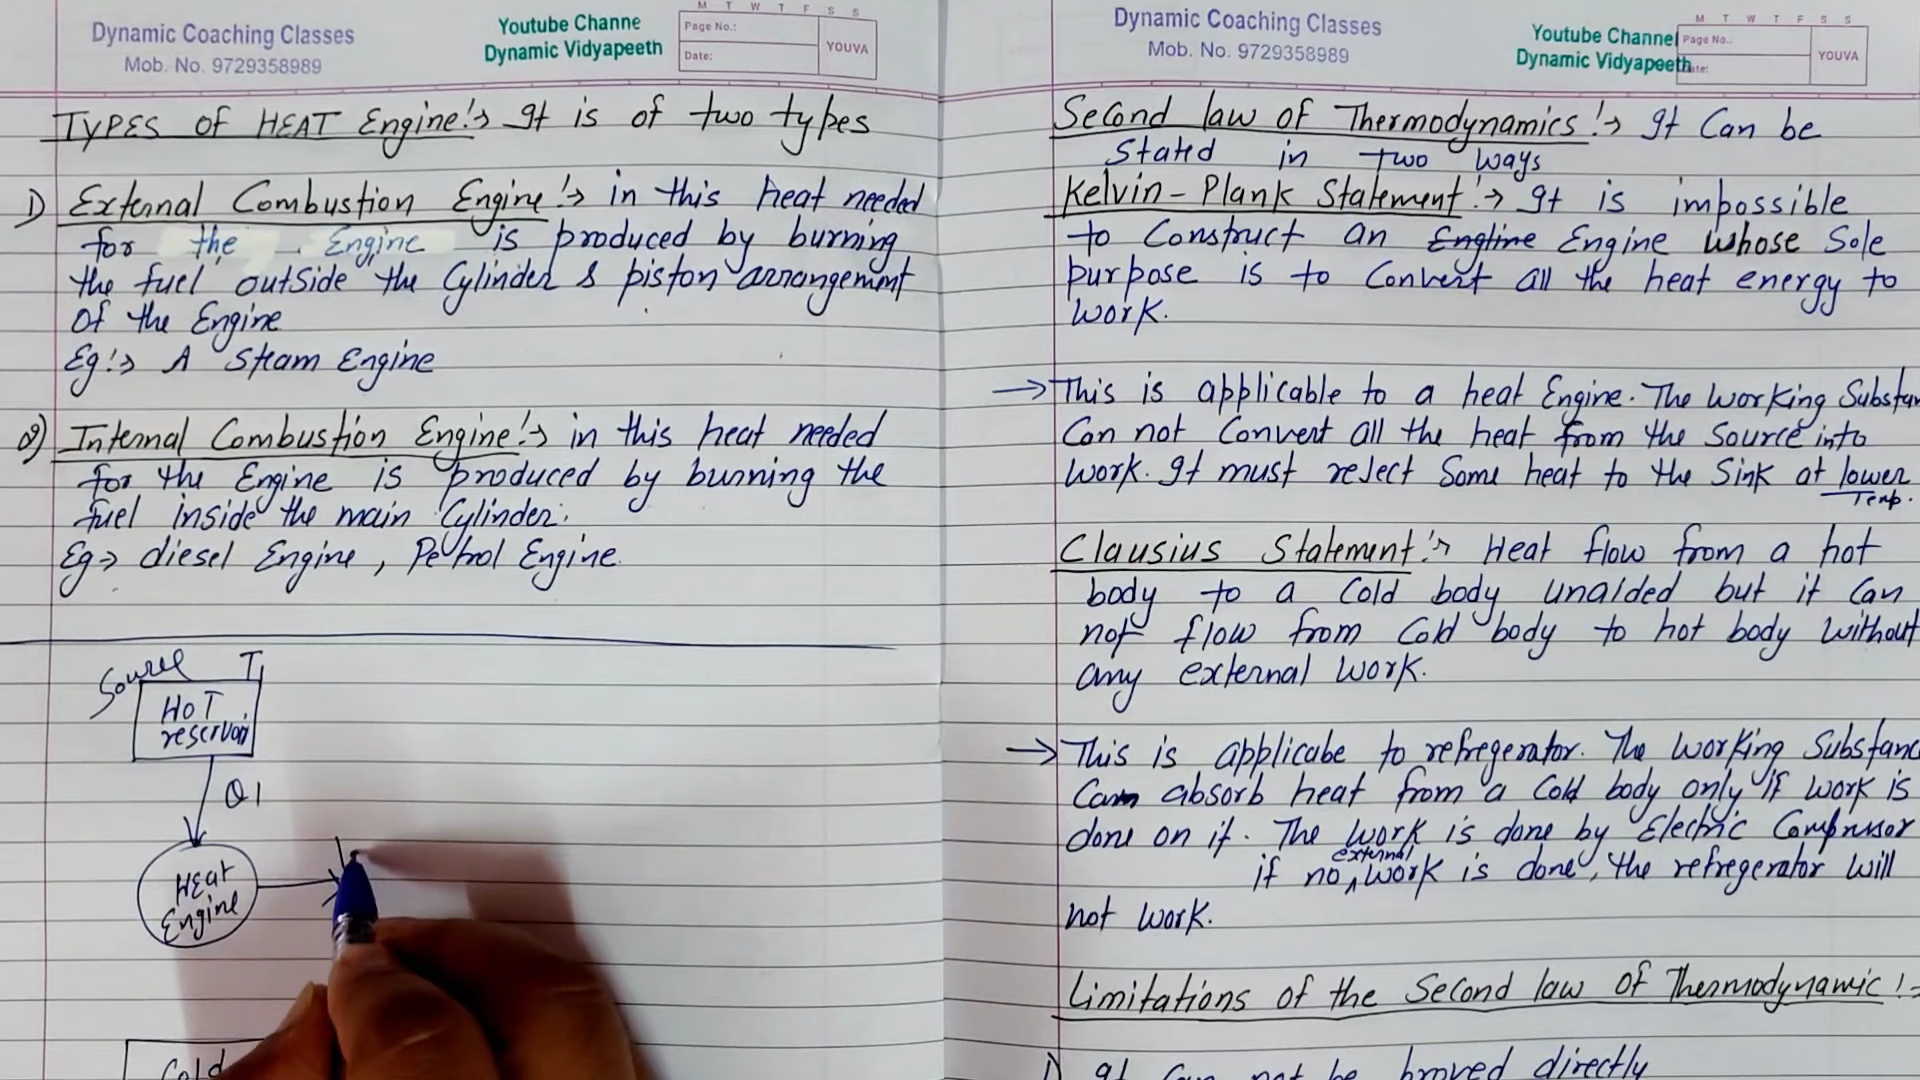 Dynamic Coaching Classes
Mob. No. 9729358989
Youtube Channe
Dynamic Vidyapeeth
M T W T F S S
Page No.:
Date:
YOUVA
TYPES of HEAT Engine:→ It is of two types
1) External Combustion Engine:→ in this heat needed
for the Engine is produced by burning
the fuel outside the Cylinder & piston arrangement
Of the Engine
Eg:→ A Steam Engine
2) Internal Combustion Engine:→ in this heat needed
for the Engine is produced by burning the
fuel inside the main Cylinder.
Eg→ diesel Engine, Petrol Engine
Source T1
HOT
reservoir
Q1
Heat
Engine
Cold
Dynamic Coaching Classes
Mob. No. 9729358989
Youtube Channel
Dynamic Vidyapeeth
M T W T F S S
Page No.:
YOUVA
Second law of Thermodynamics:→ It Can be
Stated in two ways
Kelvin-Plank Statement:→ It is impossible
to Construct an Engtine Engine whose Sole
purpose is to Convert all the heat energy to
work.
→ This is applicable to a heat Engine. The working Substan
Can not Convert all the heat from the Source into
work. It must reject Some heat to the Sink at lower
Temp.
Clausius Statement:→ Heat flow from a hot
body to a Cold body unaided but it Can
not flow from Cold body to hot body without
any external work.
→ This is applicabe to refregerator. The working Substanc
Can absorb heat from a Cold body only if work is
done on it. The work is done by Electric Compressor
if no external work is done, the refregerator will
not work.
Limitations of the Second law of Thermodynamic:-
1) It Can not be proved directly